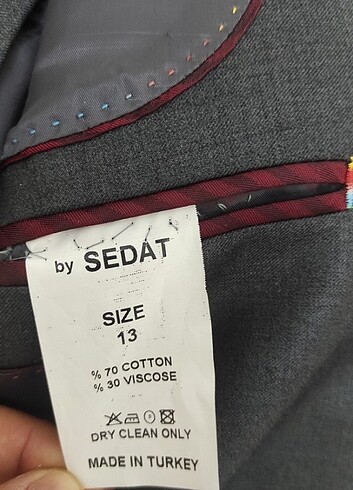 by SEDAT
SIZE
13
% 70 COTTON
% 30 VISCOSE
DRY CLEAN ONLY
MADE IN TURKEY